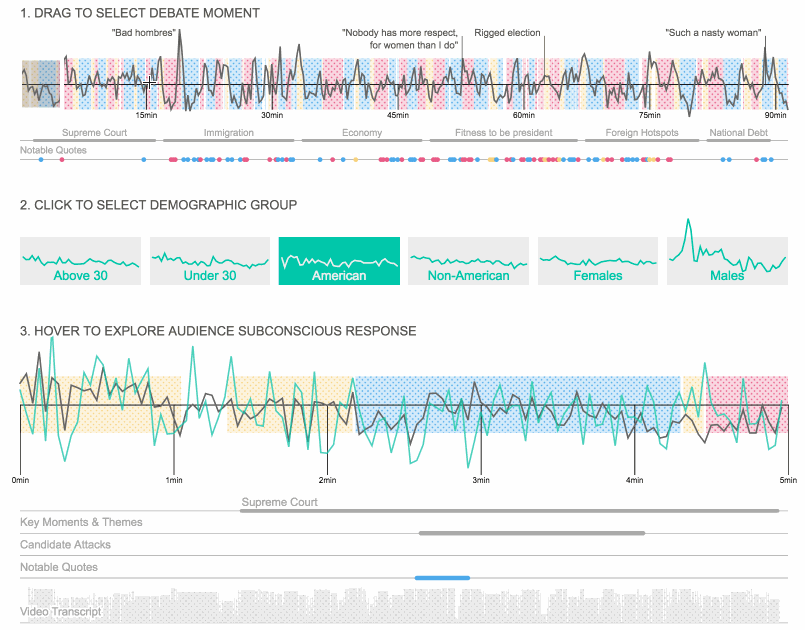 1. DRAG TO SELECT DEBATE MOMENT
"Bad hombres"
"Nobody has more respect,
for women than I do"
Rigged election
"Such a nasty woman"
15min
30min
45min
60min
75min
90min
Supreme Court
Immigration
Economy
Fitness to be president
Foreign Hotspots
National Debt
Notable Quotes
2. CLICK TO SELECT DEMOGRAPHIC GROUP
Above 30
Under 30
American
Non-American
Females
Males
3. HOVER TO EXPLORE AUDIENCE SUBCONSCIOUS RESPONSE
0min
1min
2min
3min
4min
5min
Supreme Court
Key Moments & Themes
Candidate Attacks
Notable Quotes
Video Transcript